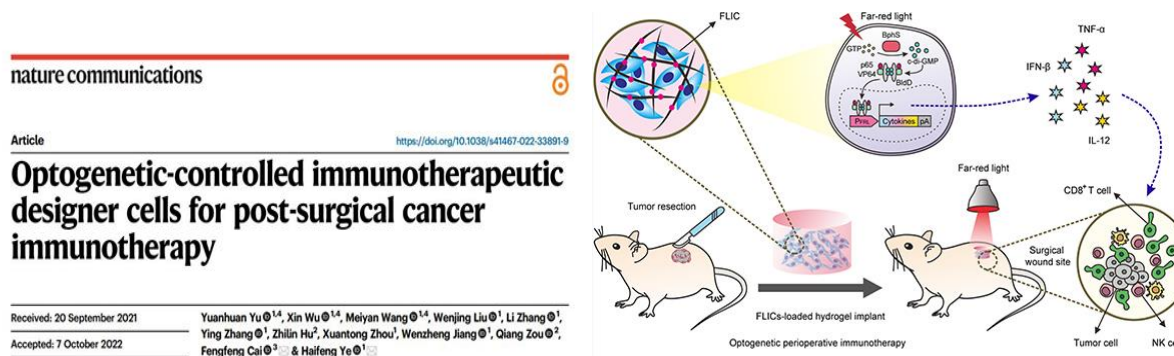 nature communications
Article
https://doi.org/10.1038/s41467-022-33891-9
Optogenetic-controlled immunotherapeutic
designer cells for post-surgical cancer
immunotherapy
Received: 20 September 2021
Accepted: 7 October 2022
Yuanhuan Yu 1,4, Xin Wu 1,4, Meiyan Wang 1,4, Wenjing Liu 1, Li Zhang 1,
Ying Zhang 1, Zhilin Hu2, Xuantong Zhou1, Wenzheng Jiang 1, Qiang Zou 2,
Fengfeng Cai 3 & Haifeng Ye 1
FLIC
Far-red light
BphS
GTP
c-di-GMP
p65
VP64
BldD
PFRL
Cytokines
pA
TNF-α
IFN-β
IL-12
Tumor resection
FLICs-loaded hydrogel implant
Far-red light
CD8+ T cell
Surgical
wound site
Tumor cell
NK
Optogenetic perioperative immunotherapy